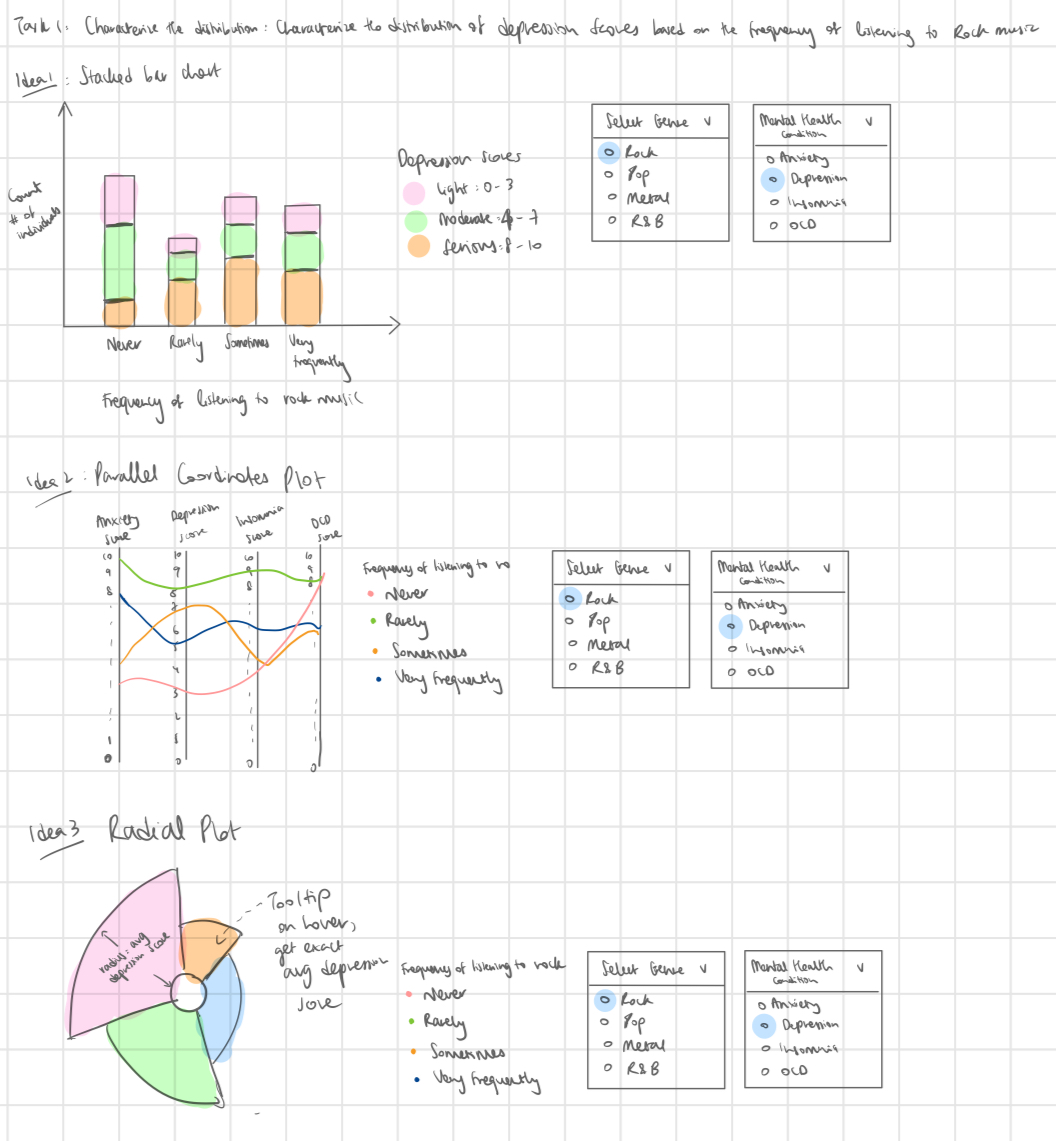 Task 1: Characterize the distribution: Characterize the distribution of depression scores based on the frequency of listening to Rock music
Idea 1: Stacked bar chart
Count
# of
individuals
Never
Rarely
Sometimes
Very
frequently
Frequency of listening to rock music
Depression scores
light: 0-3
moderate: 4-7
serious: 8-10
Select Genre v
Rock
Pop
Metal
R&B
Mental Health v
Condition
Anxiety
Depression
Insomnia
OCD
idea 2: Parallel Coordinates Plot
Anxiety
score
Depression
score
Insomnia
score
OCD
score
10
9
8
1
0
10
9
8
7
6
5
4
3
2
1
0
10
9
8
0
10
9
8
0
Frequency of listening to ro
Never
Rarely
Sometimes
Very Frequently
Select Genre v
Rock
Pop
Metal
R&B
Mental Health v
Condition
Anxiety
Depression
Insomnia
OCD
idea 3 Radial Plot
radius: avg
depression score
Tooltip
on hover,
get exact
avg depression
score
Frequency of listening to rock
Never
Rarely
Sometimes
Very Frequently
Select Genre v
Rock
Pop
Metal
R&B
Mental Health v
Condition
Anxiety
Depression
Insomnia
OCD